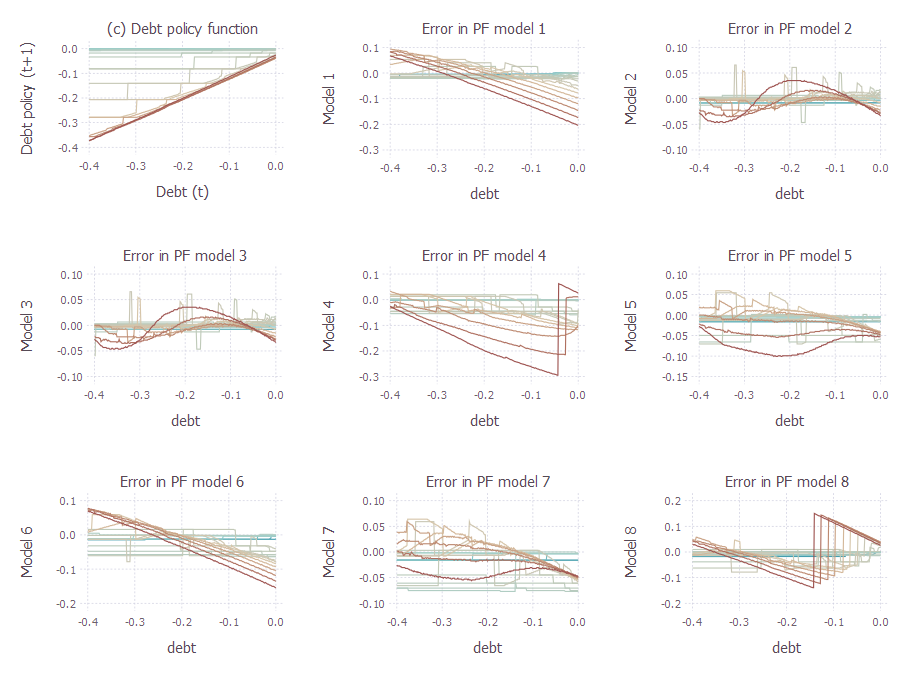 (c) Debt policy function
Debt policy (t+1)
0.0
-0.1
-0.2
-0.3
-0.4
-0.4 -0.3 -0.2 -0.1 0.0
Debt (t)
Error in PF model 1
Model 1
0.1
0.0
-0.1
-0.2
-0.3
-0.4 -0.3 -0.2 -0.1 0.0
debt
Error in PF model 2
Model 2
0.10
0.05
0.00
-0.05
-0.10
-0.4 -0.3 -0.2 -0.1 0.0
debt
Error in PF model 3
Model 3
0.10
0.05
0.00
-0.05
-0.10
-0.4 -0.3 -0.2 -0.1 0.0
debt
Error in PF model 4
Model 4
0.1
0.0
-0.1
-0.2
-0.3
-0.4 -0.3 -0.2 -0.1 0.0
debt
Error in PF model 5
Model 5
0.10
0.05
0.00
-0.05
-0.10
-0.15
-0.4 -0.3 -0.2 -0.1 0.0
debt
Error in PF model 6
Model 6
0.1
0.0
-0.1
-0.2
-0.4 -0.3 -0.2 -0.1 0.0
debt
Error in PF model 7
Model 7
0.10
0.05
0.00
-0.05
-0.10
-0.4 -0.3 -0.2 -0.1 0.0
debt
Error in PF model 8
Model 8
0.2
0.1
0.0
-0.1
-0.2
-0.4 -0.3 -0.2 -0.1 0.0
debt